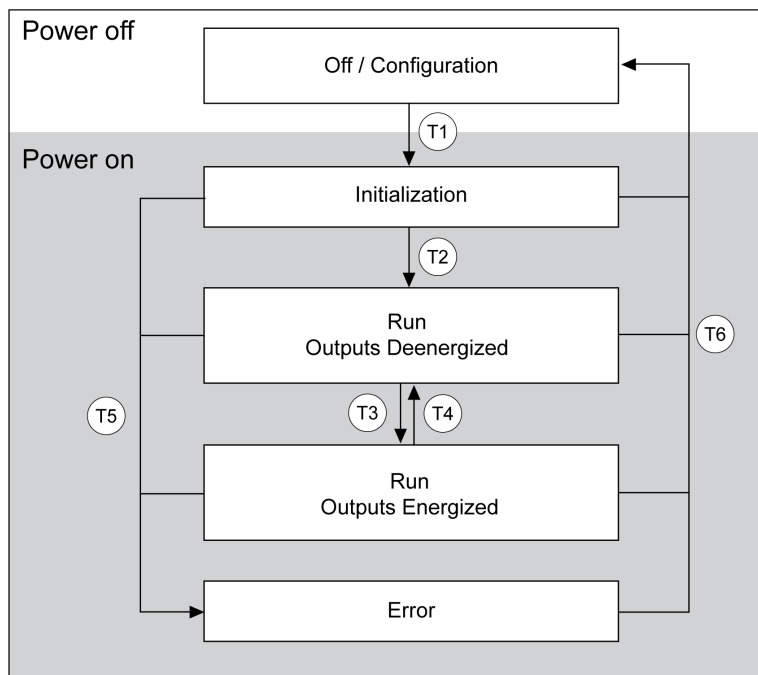 Power off
Off / Configuration
T1
Power on
Initialization
T2
Run
Outputs Deenergized
T6
T5
T3
T4
Run
Outputs Energized
Error